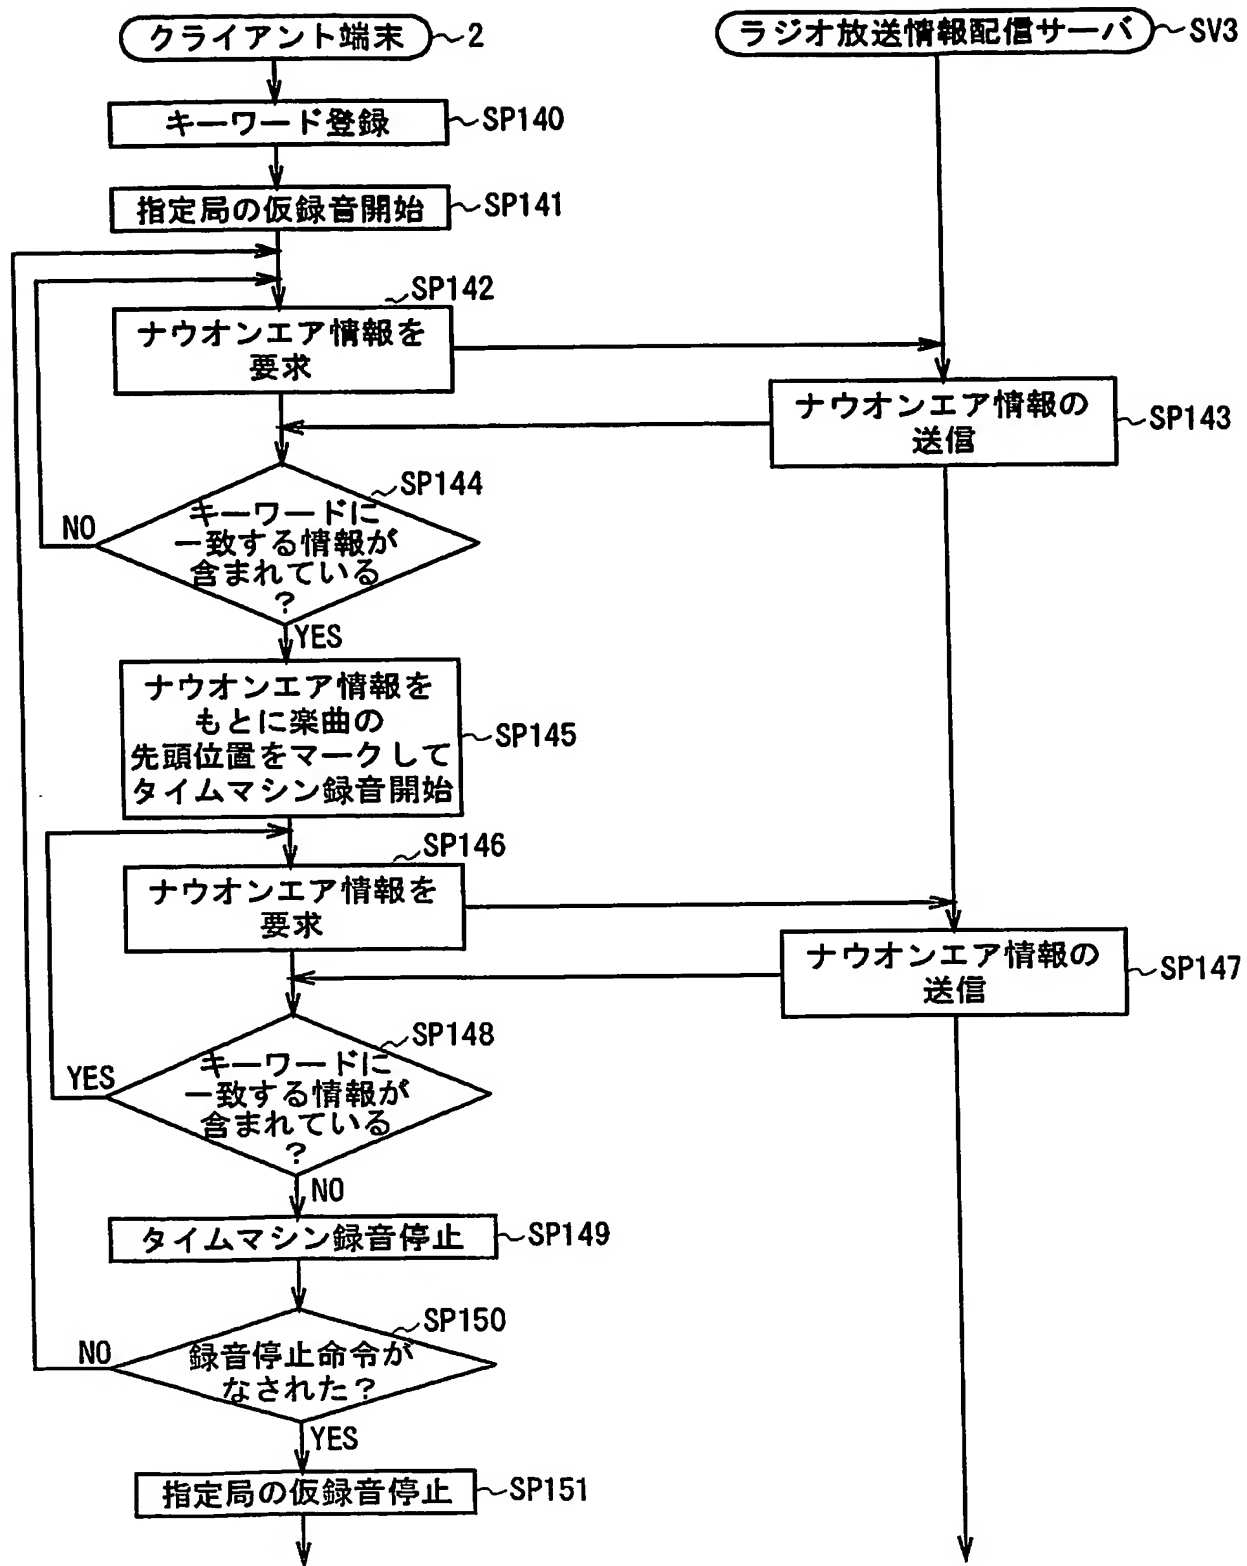 クライアント端末
2
ラジオ放送情報配信サーバ
SV3
キーワード登録
SP140
指定局の仮録音開始
SP141
SP142
ナウオンエア情報を
要求
ナウオンエア情報の
送信
SP143
SP144
キーワードに
一致する情報が
含まれている
?
NO
YES
ナウオンエア情報を
もとに楽曲の
先頭位置をマークして
タイムマシン録音開始
SP145
SP146
ナウオンエア情報を
要求
ナウオンエア情報の
送信
SP147
SP148
キーワードに
一致する情報が
含まれている
?
YES
NO
タイムマシン録音停止
SP149
SP150
録音停止命令が
なされた?
NO
YES
指定局の仮録音停止
SP151